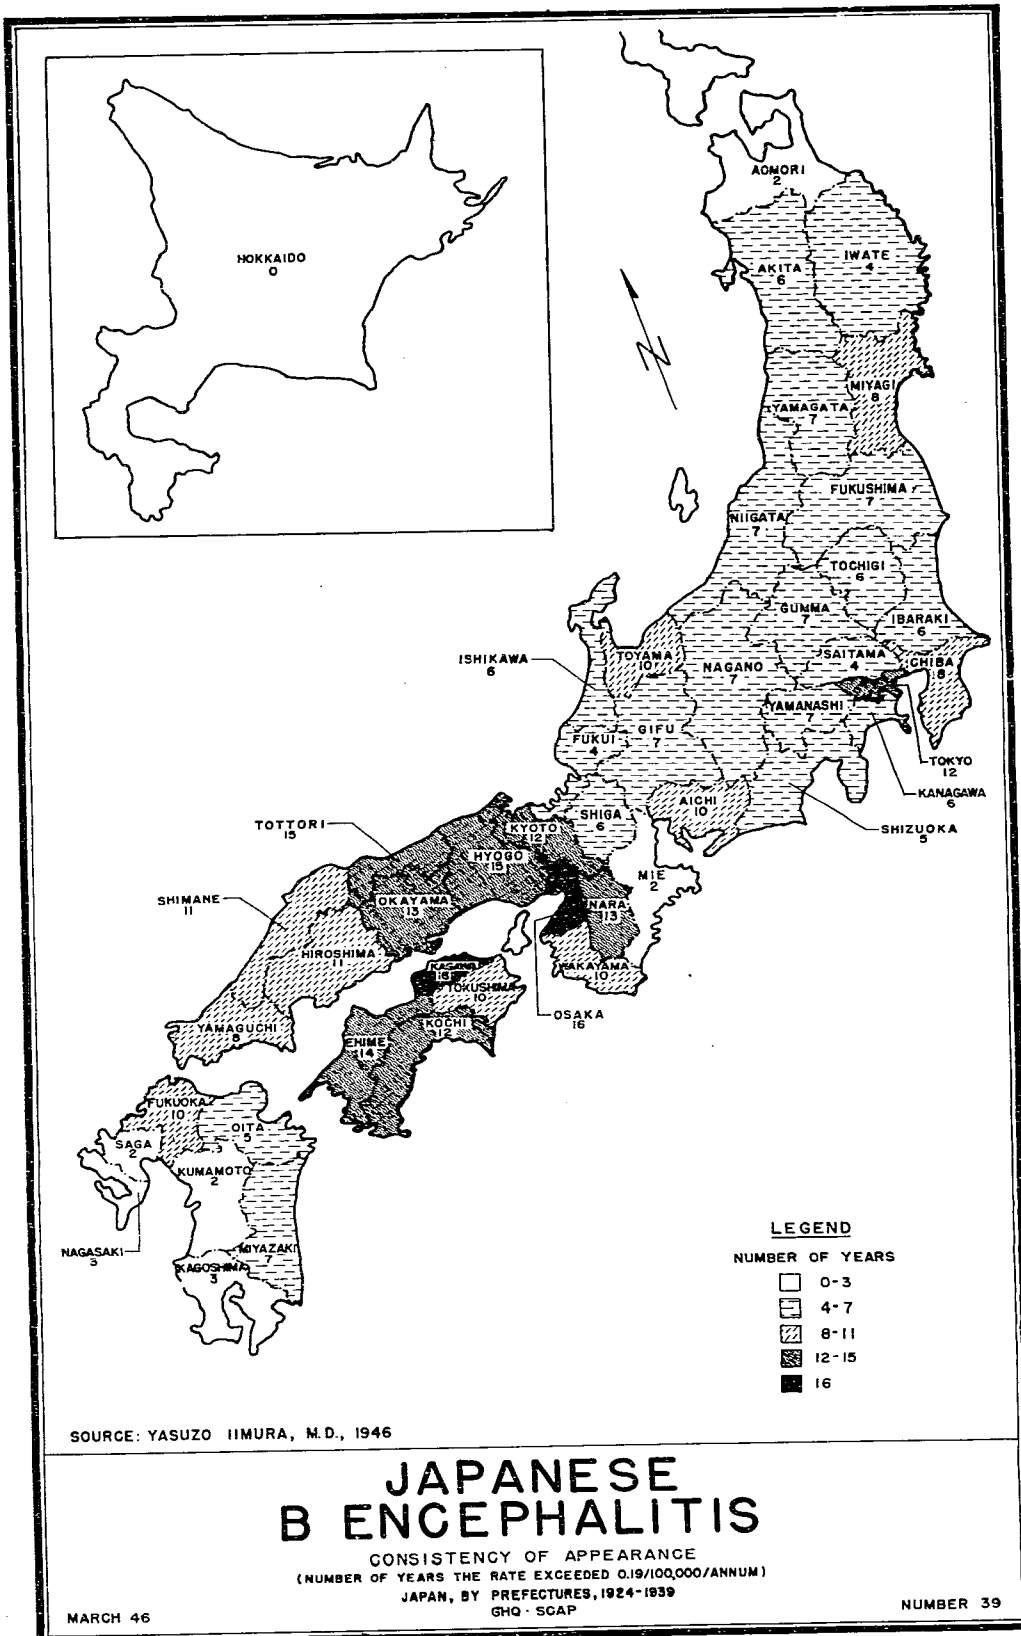 HOKKAIDO
0
AOMORI
2
AKITA
6
IWATE
4
MIYAGI
8
YAMAGATA
7
FUKUSHIMA
7
NIIGATA
7
TOCHIGI
6
GUMMA
7
IBARAKI
6
ISHIKAWA
6
TOYAMA
10
NAGANO
7
SAITAMA
4
CHIBA
8
YAMANASHI
7
FUKUI
4
GIFU
7
TOKYO
12
KANAGAWA
6
SHIZUOKA
5
AICHI
10
SHIGA
6
KYOTO
12
TOTTORI
15
HYOGO
15
MIE
2
OKAYAMA
13
NARA
13
SHIMANE
11
HIROSHIMA
11
WAKAYAMA
10
KAGAWA
16
TOKUSHIMA
10
OSAKA
16
YAMAGUCHI
8
KOCHI
12
EHIME
14
FUKUOKA
10
OITA
5
SAGA
2
KUMAMOTO
2
NAGASAKI
3
MIYAZAKI
7
KAGOSHIMA
3
N
LEGEND
NUMBER OF YEARS
0-3
4-7
8-11
12-15
16
SOURCE: YASUZO IIMURA, M.D., 1946
JAPANESE
B ENCEPHALITIS
CONSISTENCY OF APPEARANCE
(NUMBER OF YEARS THE RATE EXCEEDED 0.19/100,000/ANNUM)
JAPAN, BY PREFECTURES, 1924-1939
GHQ - SCAP
MARCH 46
NUMBER 39